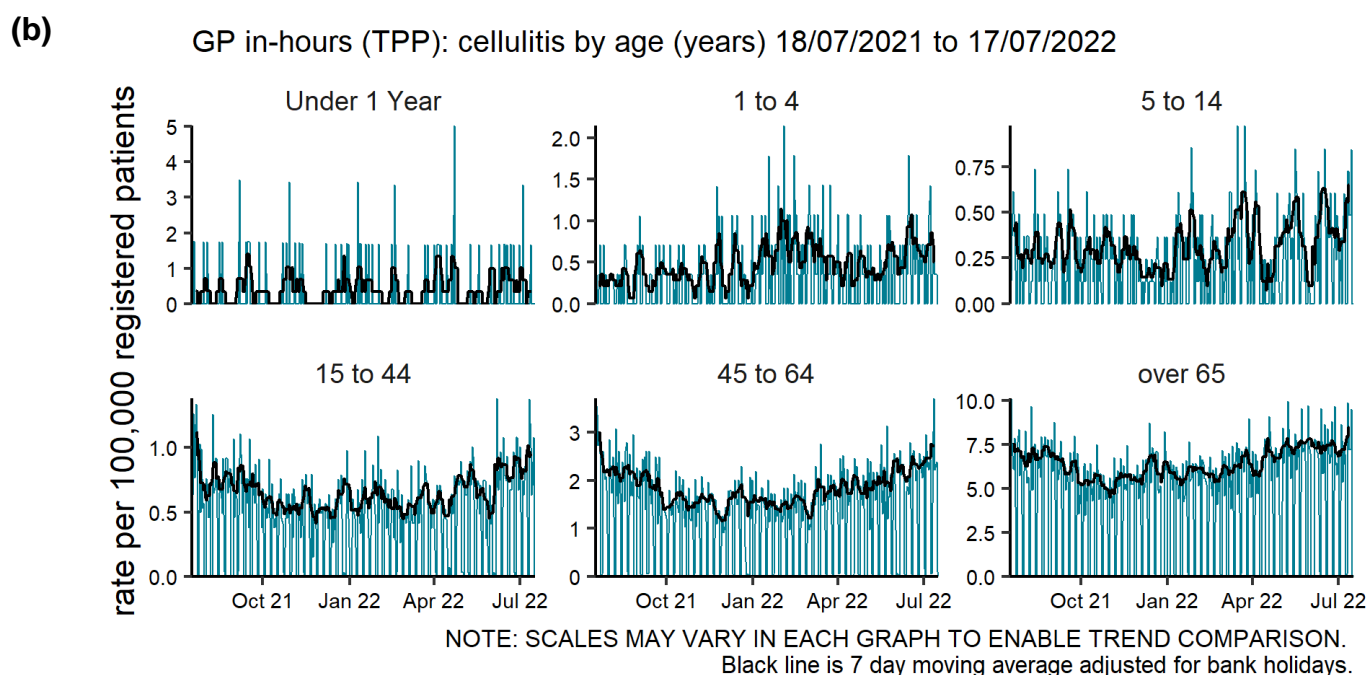 (b)
GP in-hours (TPP): cellulitis by age (years) 18/07/2021 to 17/07/2022
rate per 100,000 registered patients
Under 1 Year
5
4
3
2
1
0
1 to 4
2.0
1.5
1.0
0.5
0.0
5 to 14
0.75
0.50
0.25
0.00
15 to 44
1.0
0.5
0.0
Oct 21 Jan 22 Apr 22 Jul 22
45 to 64
3
2
1
0
Oct 21 Jan 22 Apr 22 Jul 22
over 65
10.0
7.5
5.0
2.5
0.0
Oct 21 Jan 22 Apr 22 Jul 22
NOTE: SCALES MAY VARY IN EACH GRAPH TO ENABLE TREND COMPARISON.
Black line is 7 day moving average adjusted for bank holidays.